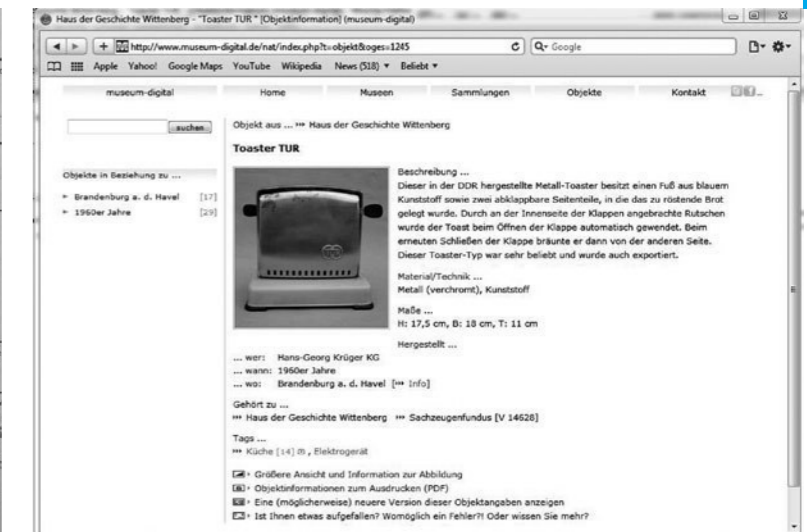 Haus der Geschichte Wittenberg - "Toaster TUR " [Objektinformation] (museum-digital)
http://www.museum-digital.de/nat/index.php?t=objekt&oges=1245
Q- Google
Apple Yahoo! Google Maps YouTube Wikipedia News (518) ▼ Beliebt ▼
museum-digital Home Museen Sammlungen Objekte Kontakt
suchen
Objekt aus ... Haus der Geschichte Wittenberg
Toaster TUR
Objekte in Beziehung zu ...
Brandenburg a. d. Havel [17]
1960er Jahre [29]
Beschreibung ...
Dieser in der DDR hergestellte Metall-Toaster besitzt einen Fuß aus blauem
Kunststoff sowie zwei abklappbare Seitenteile, in die das zu röstende Brot
gelegt wurde. Durch an der Innenseite der Klappen angebrachte Rutschen
wurde der Toast beim Öffnen der Klappe automatisch gewendet. Beim
erneuten Schließen der Klappe bräunte er dann von der anderen Seite.
Dieser Toaster-Typ war sehr beliebt und wurde auch exportiert.
Material/Technik ...
Metall (verchromt), Kunststoff
Maße ...
H: 17,5 cm, B: 18 cm, T: 11 cm
Hergestellt ...
... wer: Hans-Georg Krüger KG
... wann: 1960er Jahre
... wo: Brandenburg a. d. Havel [ Info]
Gehört zu ...
Haus der Geschichte Wittenberg Sachzeugenfundus [V 14628]
Tags ...
Küche [14] , Elektrogerät
Größere Ansicht und Information zur Abbildung
Objektinformationen zum Ausdrucken (PDF)
Eine (möglicherweise) neuere Version dieser Objektangaben anzeigen
Ist Ihnen etwas aufgefallen? Womöglich ein Fehler?! Oder wissen Sie mehr?